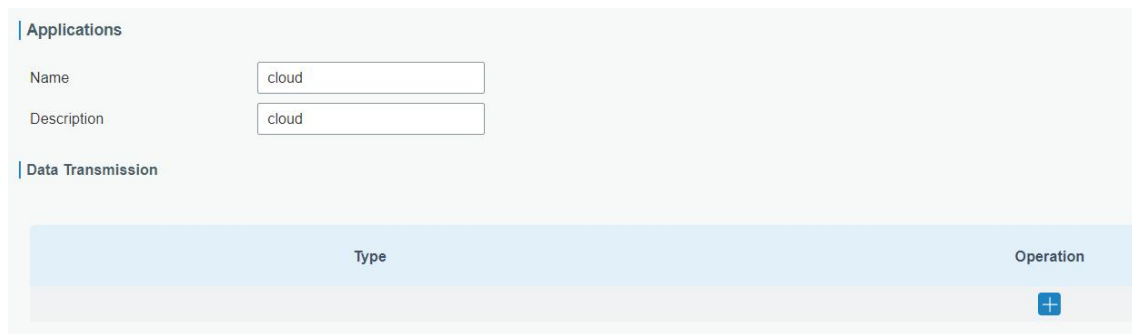 Applications
Name cloud
Description cloud
Data Transmission
Type Operation